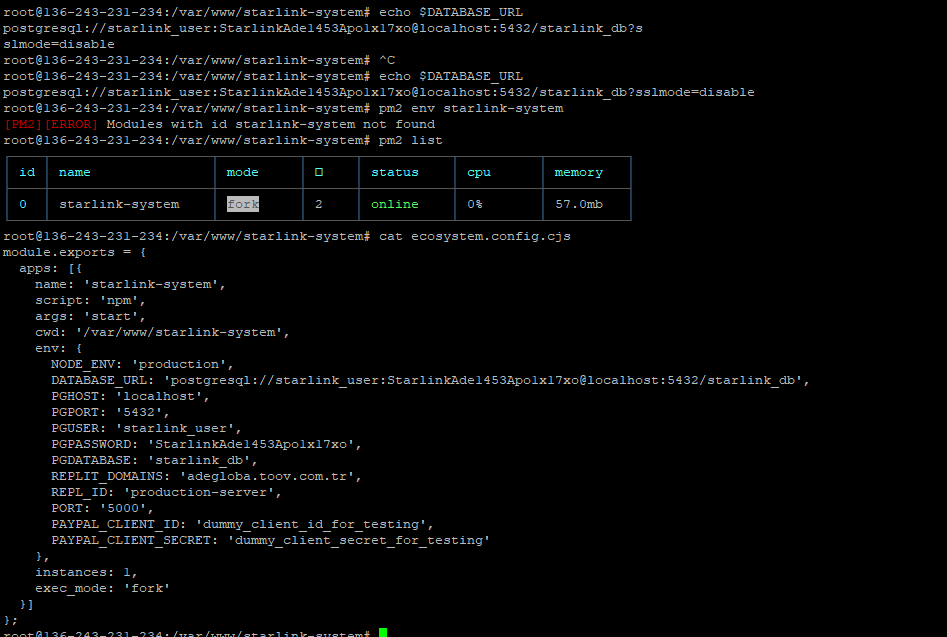 root@136-243-231-234:/var/www/starlink-system# echo $DATABASE_URL
postgresql://starlink_user:StarlinkAde1453Apo1x17xo@localhost:5432/starlink_db?s
slmode=disable
root@136-243-231-234:/var/www/starlink-system# ^C
root@136-243-231-234:/var/www/starlink-system# echo $DATABASE_URL
postgresql://starlink_user:StarlinkAde1453Apo1x17xo@localhost:5432/starlink_db?sslmode=disable
root@136-243-231-234:/var/www/starlink-system# pm2 env starlink-system
[PM2][ERROR] Modules with id starlink-system not found
root@136-243-231-234:/var/www/starlink-system# pm2 list
id name mode status cpu memory
0 starlink-system fork 2 online 0% 57.0mb
root@136-243-231-234:/var/www/starlink-system# cat ecosystem.config.cjs
module.exports = {
  apps: [{
    name: 'starlink-system',
    script: 'npm',
    args: 'start',
    cwd: '/var/www/starlink-system',
    env: {
      NODE_ENV: 'production',
      DATABASE_URL: 'postgresql://starlink_user:StarlinkAde1453Apo1x17xo@localhost:5432/starlink_db',
      PGHOST: 'localhost',
      PGPORT: '5432',
      PGUSER: 'starlink_user',
      PGPASSWORD: 'StarlinkAde1453Apo1x17xo',
      PGDATABASE: 'starlink_db',
      REPLIT_DOMAINS: 'adegloba.toov.com.tr',
      REPL_ID: 'production-server',
      PORT: '5000',
      PAYPAL_CLIENT_ID: 'dummy_client_id_for_testing',
      PAYPAL_CLIENT_SECRET: 'dummy_client_secret_for_testing'
    },
    instances: 1,
    exec_mode: 'fork'
  }]
};
root@136-243-231-234:/var/www/starlink-system#